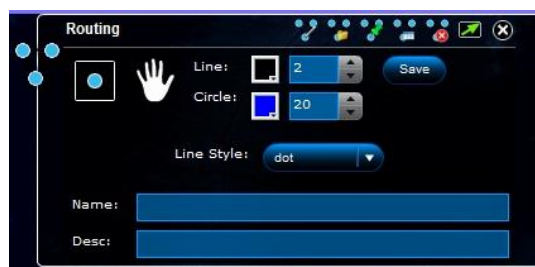 Routing
Line: 2 Save
Circle: 20
Line Style: dot
Name:
Desc: